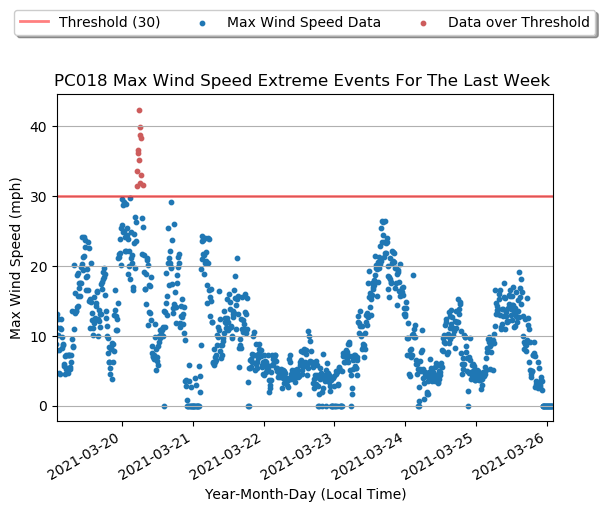 Threshold (30) Max Wind Speed Data Data over Threshold
PC018 Max Wind Speed Extreme Events For The Last Week
Max Wind Speed (mph)
40
30
20
10
0
2021-03-20 2021-03-21 2021-03-22 2021-03-23 2021-03-24 2021-03-25 2021-03-26
Year-Month-Day (Local Time)